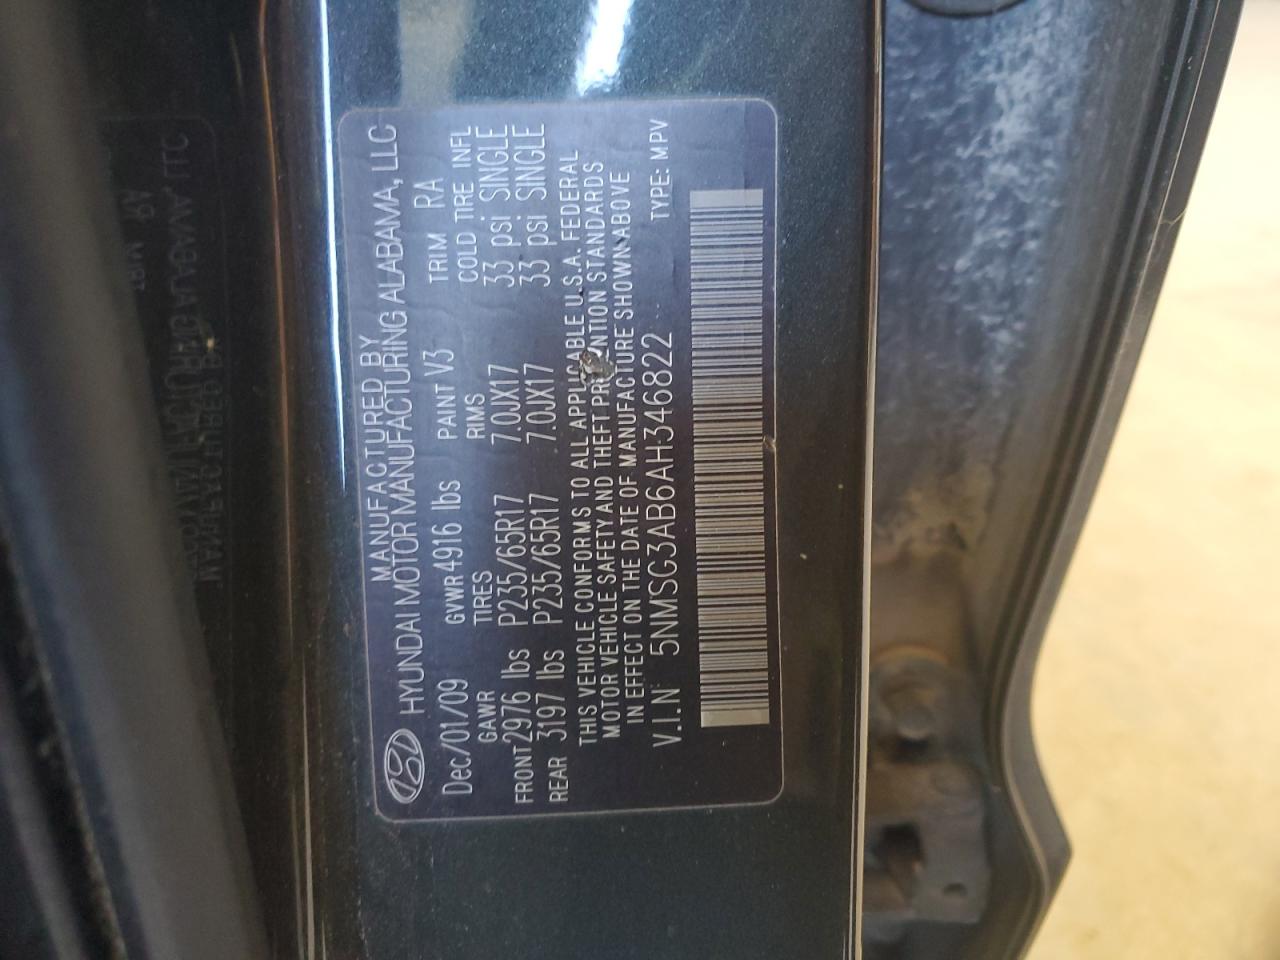 MANUFACTURED BY
HYUNDAI MOTOR MANUFACTURING ALABAMA, LLC
Dec/01/09 GVWR 4916 lbs PAINT V3 TRIM RA
GAWR TIRES RIMS COLD TIRE INFL
FRONT 2976 lbs P235/65R17 7.0JX17 33 psi SINGLE
REAR 3197 lbs P235/65R17 7.0JX17 33 psi SINGLE
THIS VEHICLE CONFORMS TO ALL APPLICABLE U.S.A. FEDERAL
MOTOR VEHICLE SAFETY AND THEFT PR NTION STANDARDS
IN EFFECT ON THE DATE OF MANUFACTURE SHOWN ABOVE
V.I.N 5NMSG3AB6AH346822 TYPE: MPV